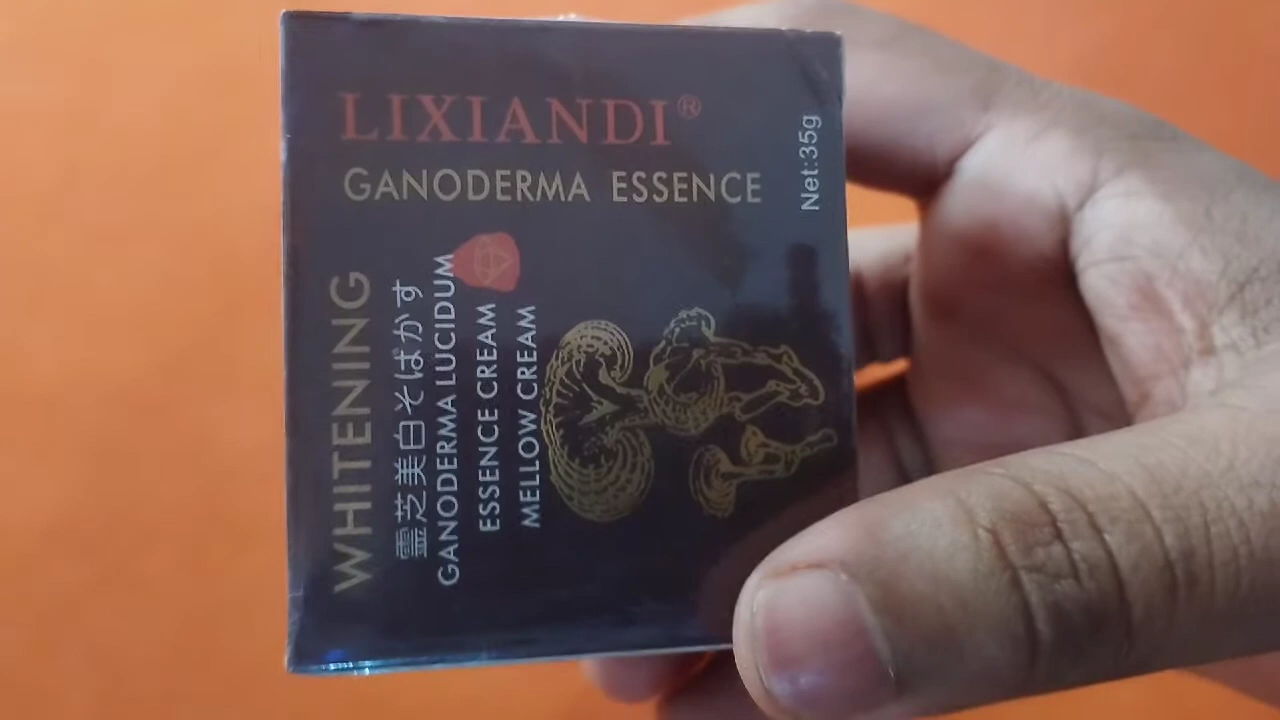 LIXIANDI®
GANODERMA ESSENCE
Net:35g
WHITENING
霊芝美白そばかす
GANODERMA LUCIDUM
ESSENCE CREAM
MELLOW CREAM